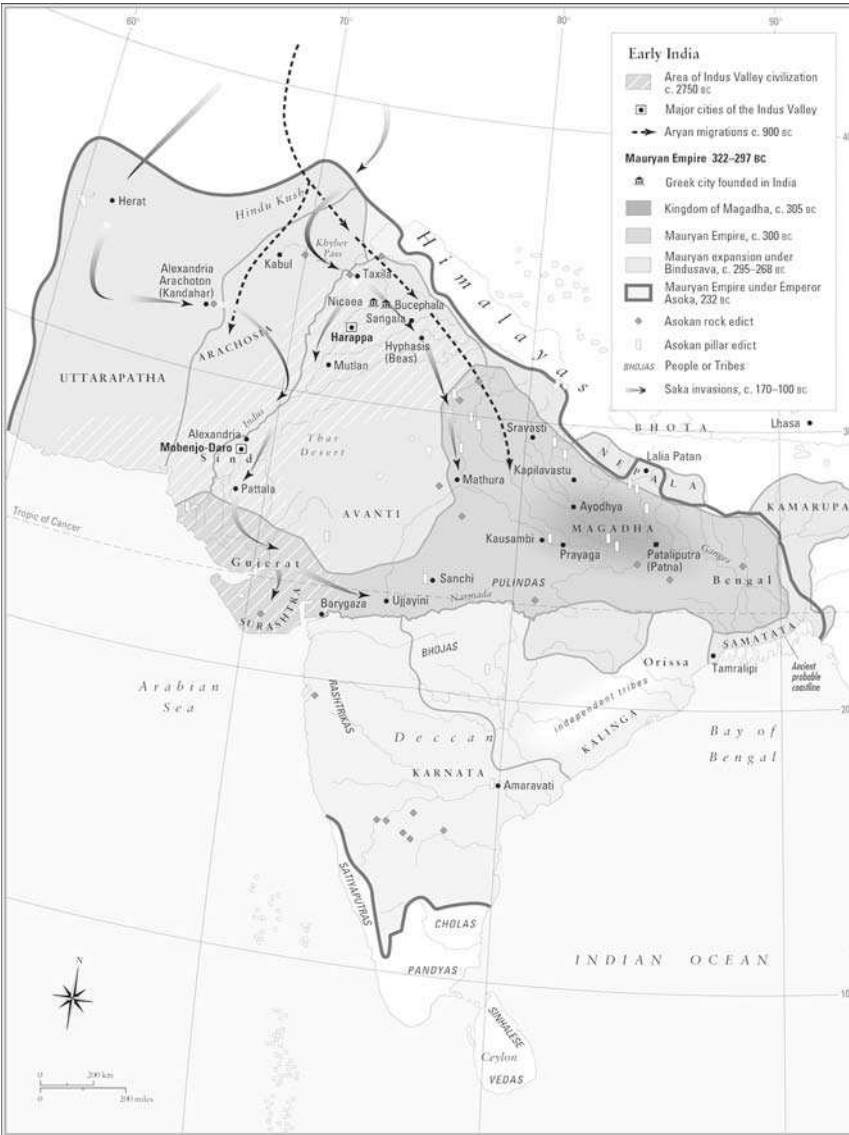 60°
70°
80°
90°
Early India
Area of Indus Valley civilization
c. 2750 BC
Major cities of the Indus Valley
Aryan migrations c. 900 BC
Mauryan Empire 322–297 BC
Greek city founded in India
Kingdom of Magadha, c. 305 BC
Mauryan Empire, c. 300 BC
Mauryan expansion under
Bindusava, c. 295–268 BC
Mauryan Empire under Emperor
Asoka, 232 BC
Asokan rock edict
Asokan pillar edict
BHOJAS People or Tribes
Saka invasions, c. 170–100 BC
Herat
Hindu Kush
Kabul
Khyber
Pass
Taxila
Himalayas
Alexandria
Arachoton
(Kandahar)
Nicaea
Bucephala
Sangala
Harappa
Hyphasis
(Beas)
ARACHOSIA
Mutlan
UTTARAPATHA
Indus
Alexandria
Mohenjo-Daro
Sind
Thar
Desert
Pattala
Sravasti
BHOTA
Lhasa
NEPALA
Lalia Patan
Kapilavastu
Mathura
Ayodhya
KAMARUPA
Tropic of Cancer
AVANTI
MAGADHA
Kausambi
Prayaga
Pataliputra
(Patna)
Ganges
Gujerat
Sanchi
PULINDAS
Bengal
SURASHTRA
Barygaza
Ujjayini
Narmada
SAMATATA
BHOJAS
Orissa
Tamralipi
Ancient
probable
coastline
Arabian
Sea
RASHTRIKAS
independent tribes
KALINGA
Deccan
Bay of
Bengal
KARNATA
Amaravati
SATIYAPUTRAS
CHOLAS
PANDYAS
INDIAN OCEAN
SINHALESE
Ceylon
VEDAS
N
0 200 km
0 200 miles